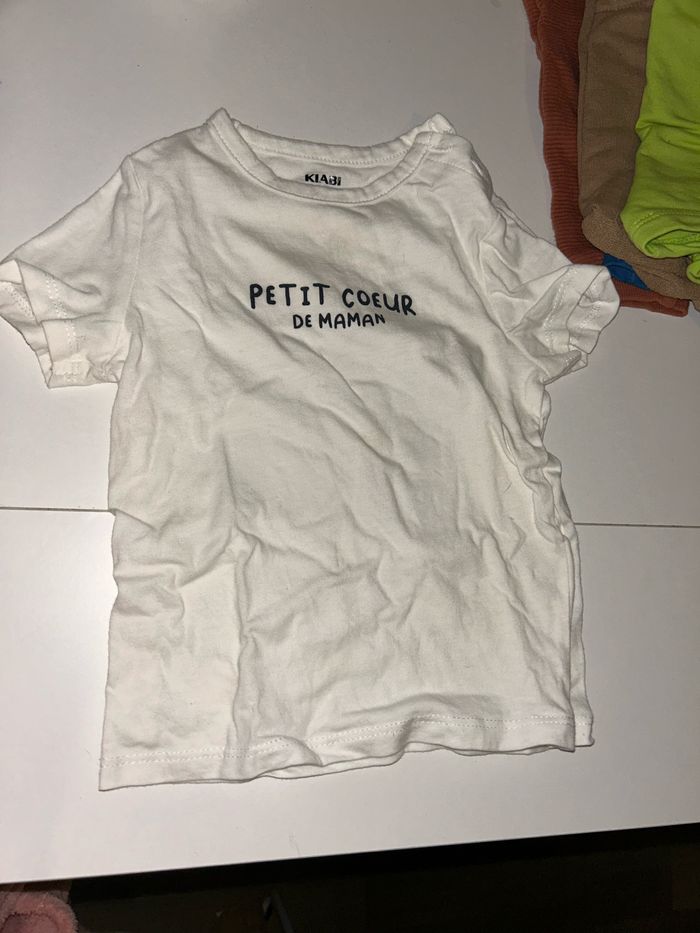 KIABI
PETIT COEUR
DE MAMAN